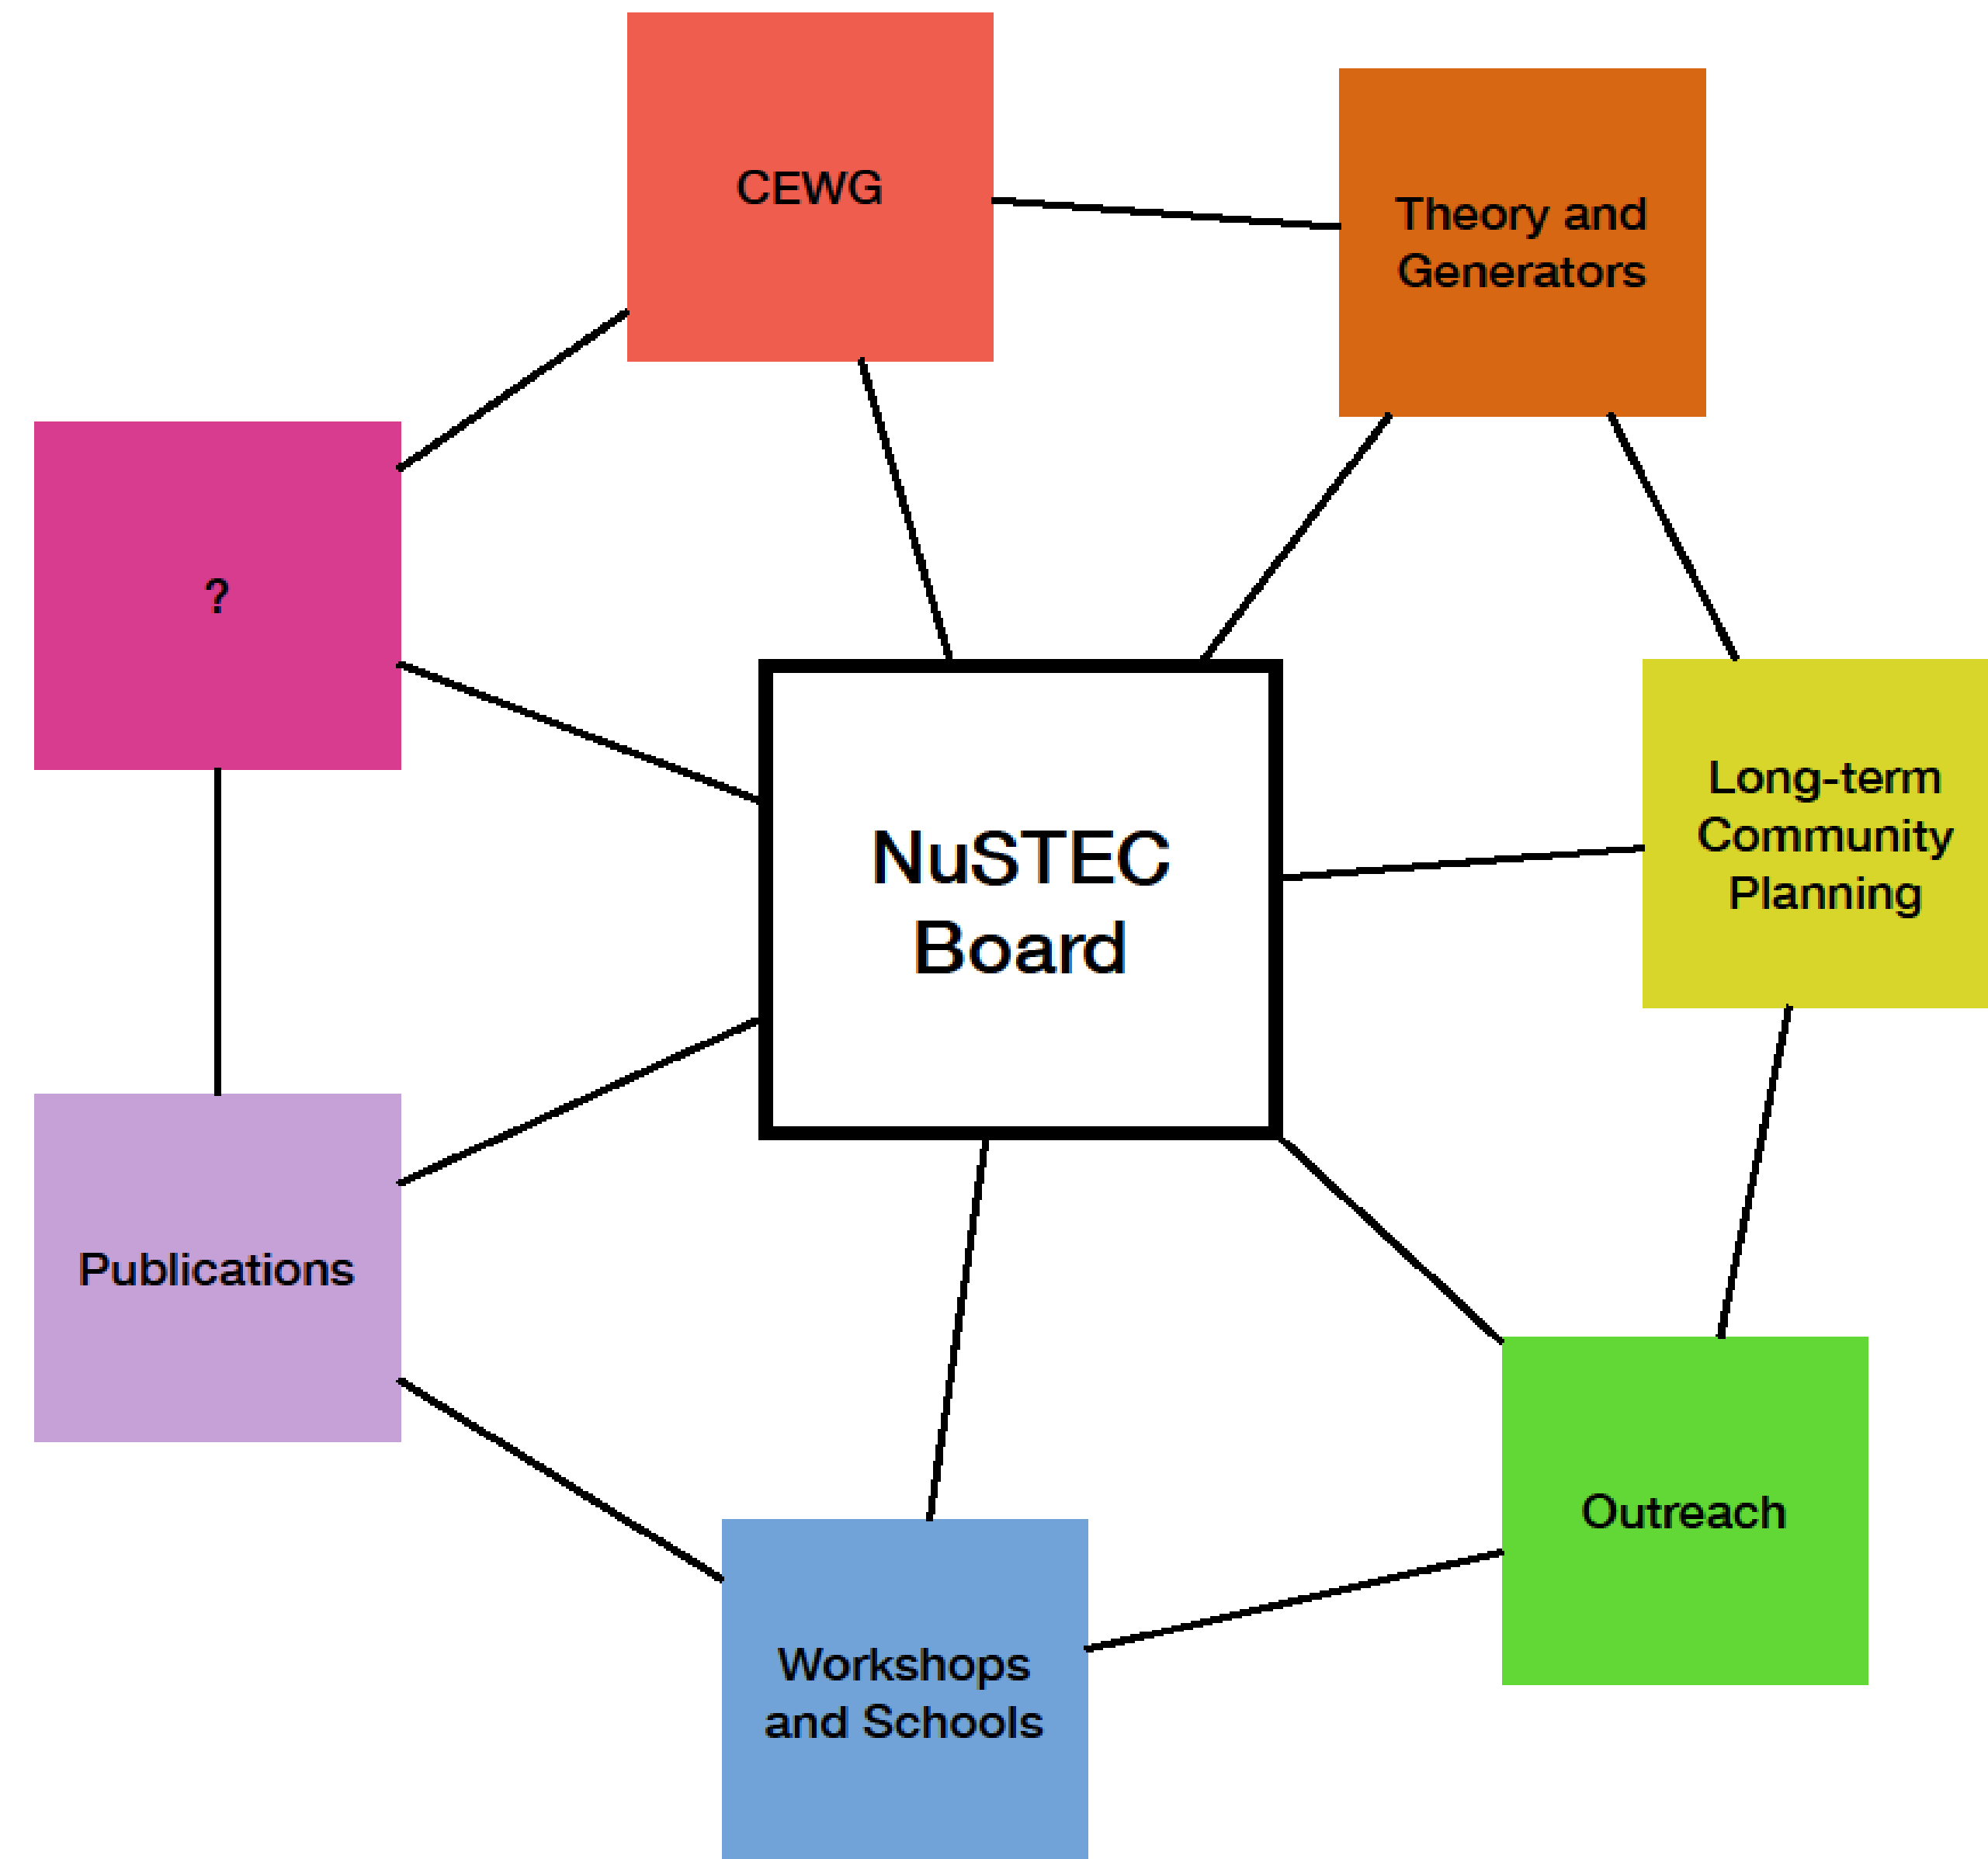 CEWG
Theory and
Generators
?
Long-term
Community
Planning
NuSTEC
Board
Publications
Outreach
Workshops
and Schools